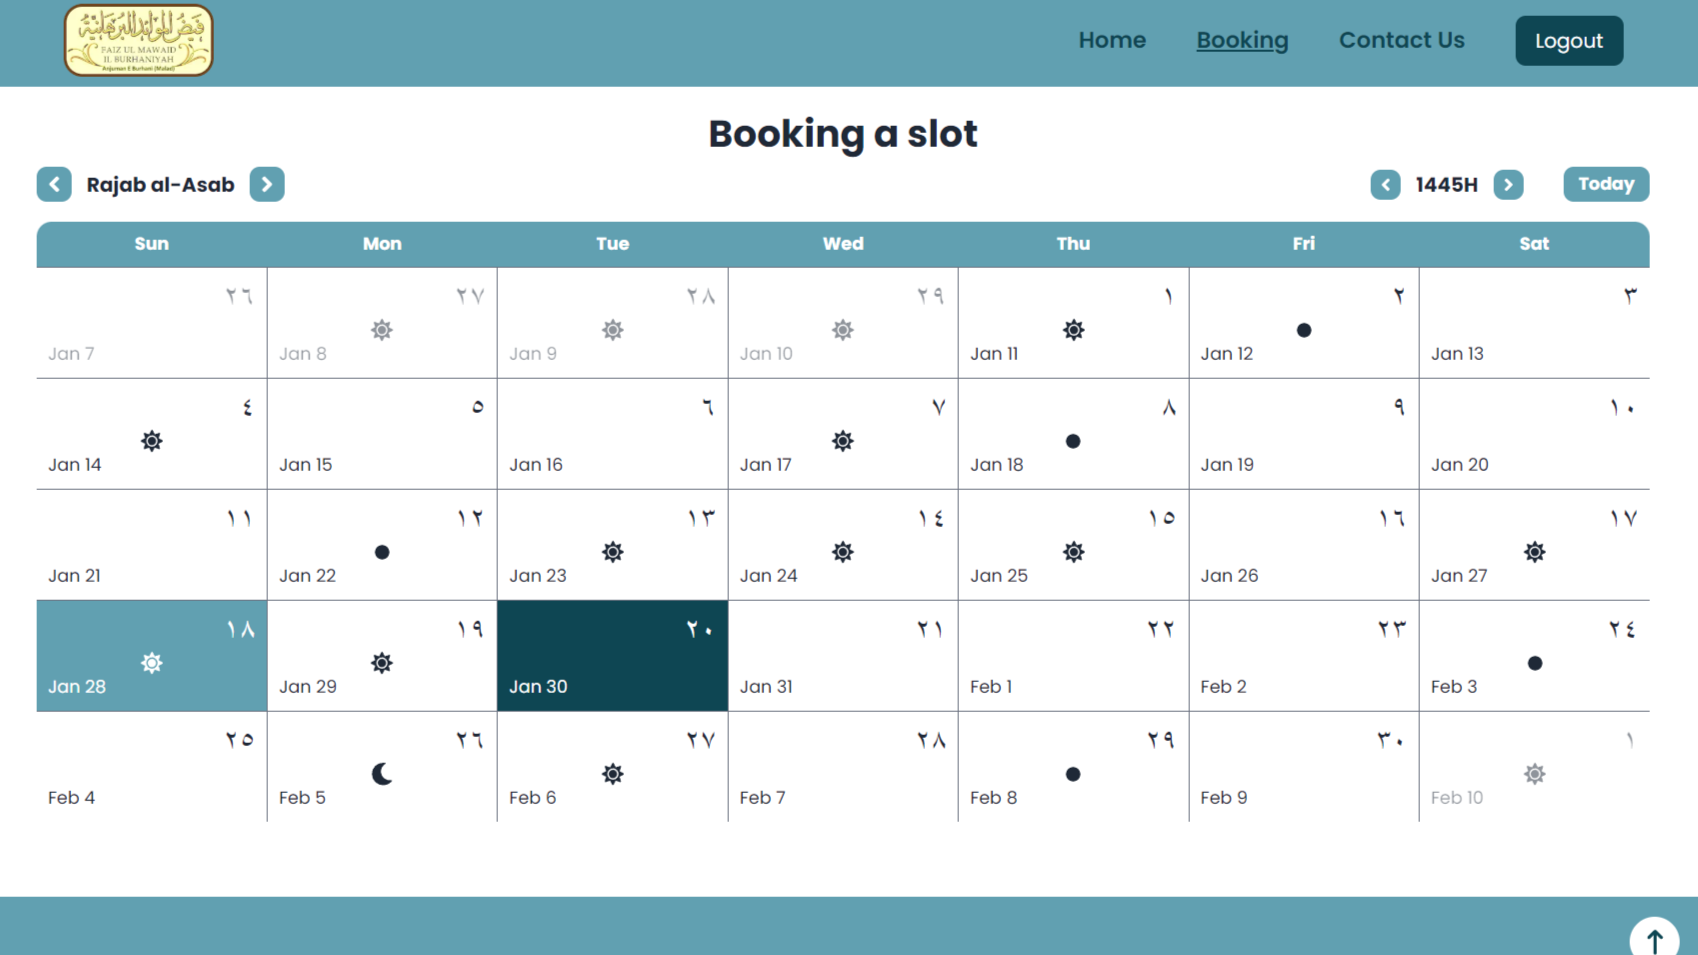 فيض الموائد البرهانية
FAIZ UL MAWAID
IL BURHANIYAH
Anjuman E Burhani (Malad)
Home Booking Contact Us Logout
Booking a slot
Rajab al-Asab 1445H Today
Sun Mon Tue Wed Thu Fri Sat
٢٦ ٢٧ ٢٨ ٢٩ ١ ٢ ٣
Jan 7 Jan 8 Jan 9 Jan 10 Jan 11 Jan 12 Jan 13
٤ ٥ ٦ ٧ ٨ ٩ ١٠
Jan 14 Jan 15 Jan 16 Jan 17 Jan 18 Jan 19 Jan 20
١١ ١٢ ١٣ ١٤ ١٥ ١٦ ١٧
Jan 21 Jan 22 Jan 23 Jan 24 Jan 25 Jan 26 Jan 27
١٨ ١٩ ٢٠ ٢١ ٢٢ ٢٣ ٢٤
Jan 28 Jan 29 Jan 30 Jan 31 Feb 1 Feb 2 Feb 3
٢٥ ٢٦ ٢٧ ٢٨ ٢٩ ٣٠ ١
Feb 4 Feb 5 Feb 6 Feb 7 Feb 8 Feb 9 Feb 10